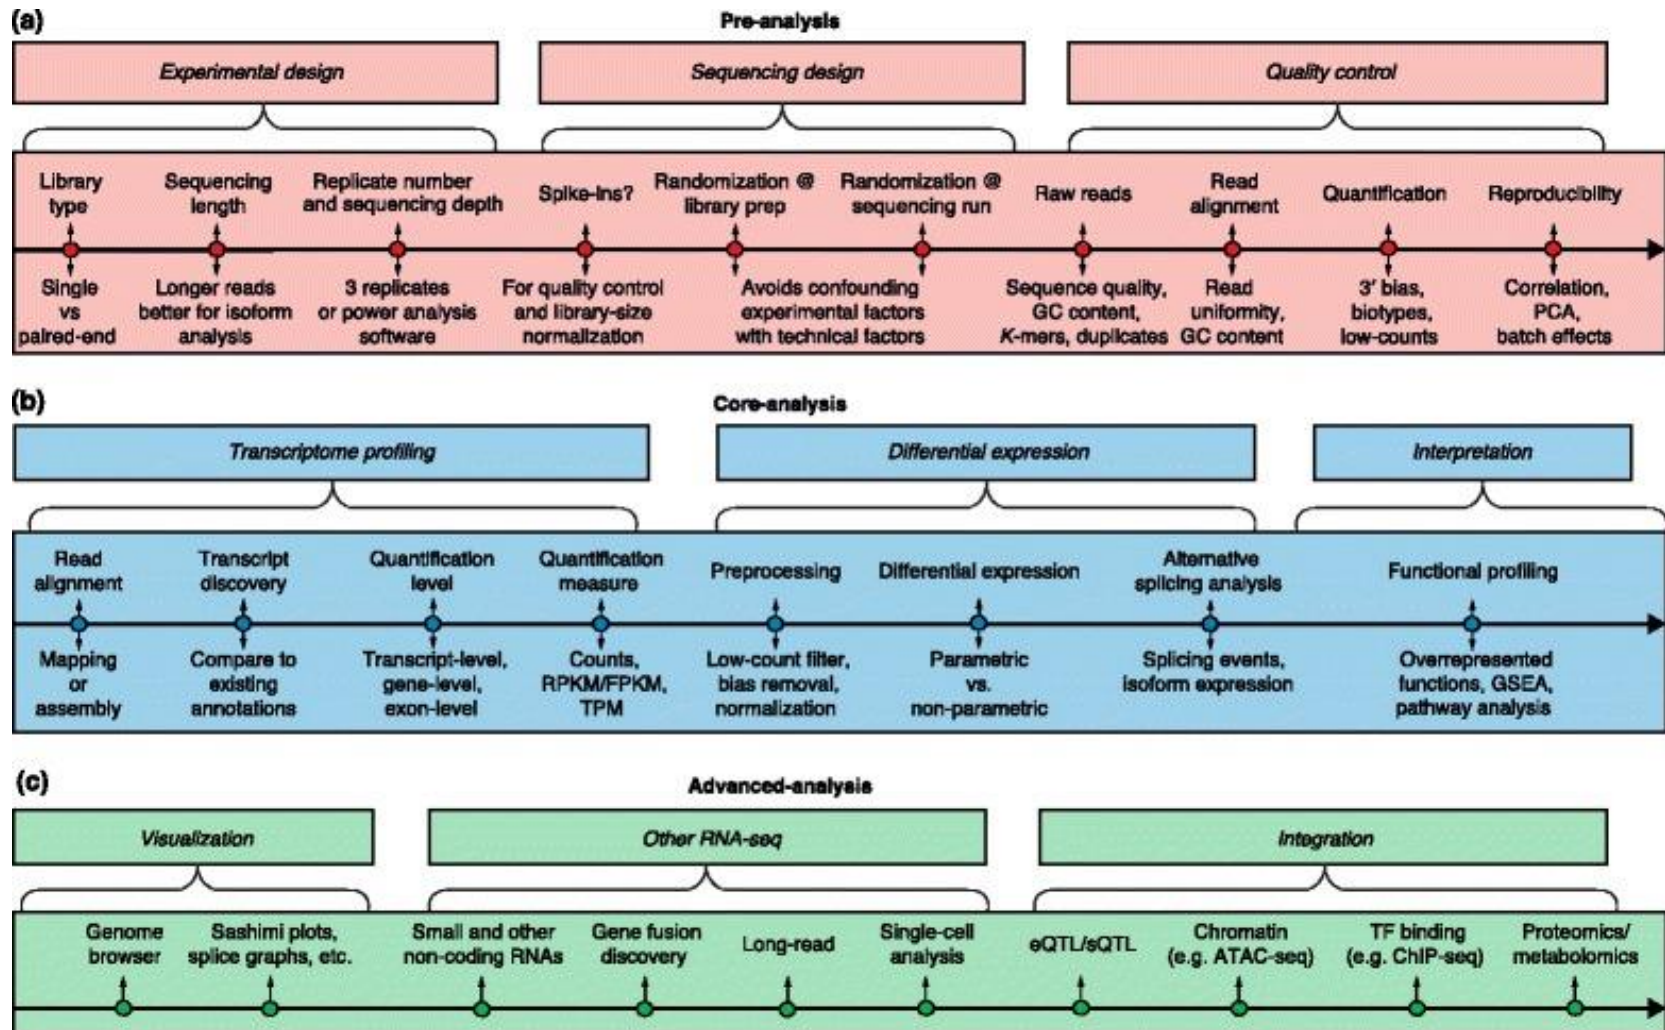 (a)
Pre-analysis
Experimental design
Sequencing design
Quality control
Library
type
Sequencing
length
Replicate number
and sequencing depth
Spike-ins?
Randomization @
library prep
Randomization @
sequencing run
Raw reads
Read
alignment
Quantification
Reproducibility
Single
vs
paired-end
Longer reads
better for isoform
analysis
3 replicates
or power analysis
software
For quality control
and library-size
normalization
Avoids confounding
experimental factors
with technical factors
Sequence quality,
GC content,
K-mers, duplicates
Read
uniformity,
GC content
3′ bias,
biotypes,
low-counts
Correlation,
PCA,
batch effects
(b)
Core-analysis
Transcriptome profiling
Differential expression
Interpretation
Read
alignment
Transcript
discovery
Quantification
level
Quantification
measure
Preprocessing
Differential expression
Alternative
splicing analysis
Functional profiling
Mapping
or
assembly
Compare to
existing
annotations
Transcript-level,
gene-level,
exon-level
Counts,
RPKM/FPKM,
TPM
Low-count filter,
bias removal,
normalization
Parametric
vs.
non-parametric
Splicing events,
isoform expression
Overrepresented
functions, GSEA,
pathway analysis
(c)
Advanced-analysis
Visualization
Other RNA-seq
Integration
Genome
browser
Sashimi plots,
splice graphs, etc.
Small and other
non-coding RNAs
Gene fusion
discovery
Long-read
Single-cell
analysis
eQTL/sQTL
Chromatin
(e.g. ATAC-seq)
TF binding
(e.g. ChIP-seq)
Proteomics/
metabolomics